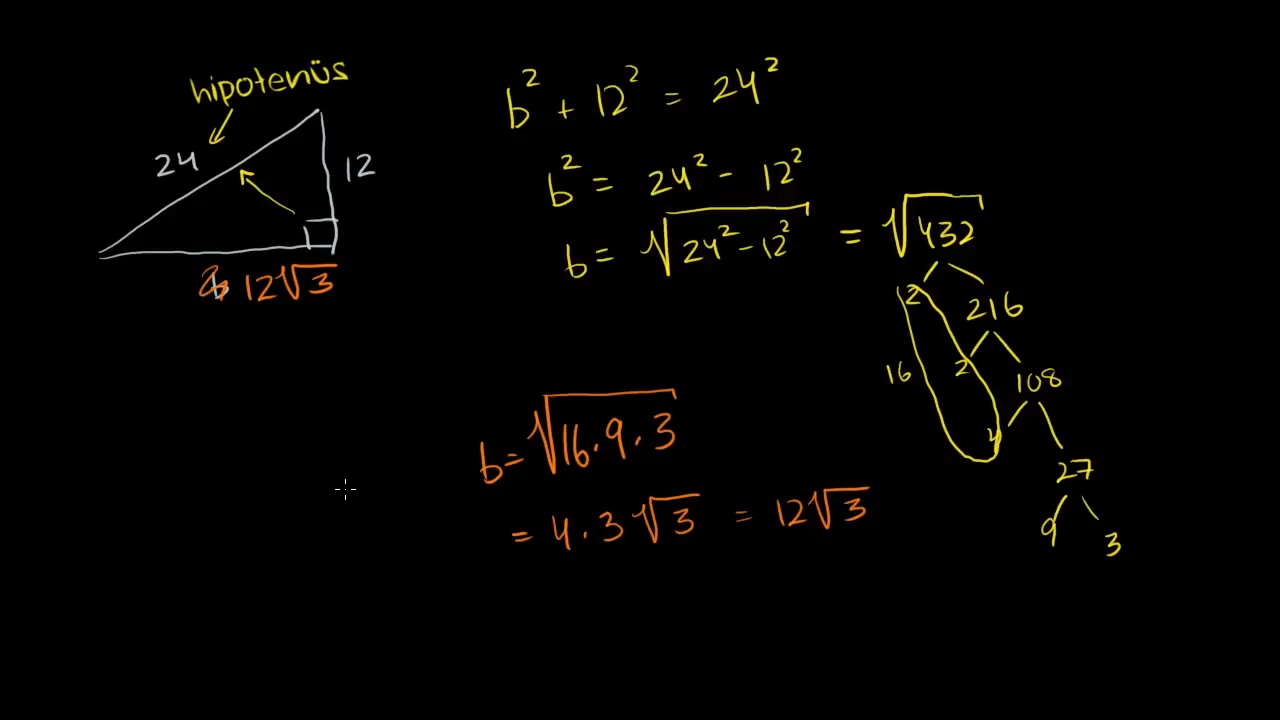 hipotenüs
24
12
12√3
b² + 12² = 24²
b² = 24² - 12²
b = √(24² - 12²) = √432
2
216
16
2
108
4
27
9
3
b = √(16.9.3)
= 4.3√3 = 12√3